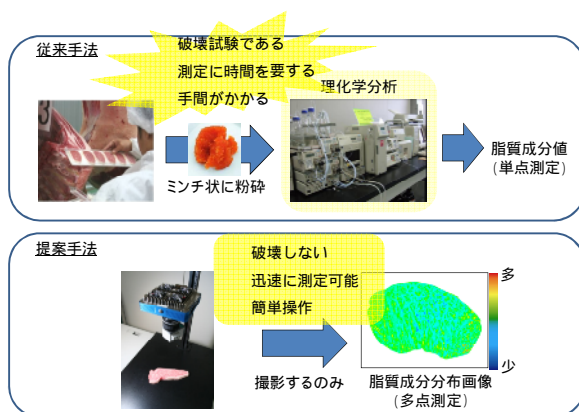 従来手法
破壊試験である
測定に時間を要する
手間がかかる
理化学分析
ミンチ状に粉砕
脂質成分値
(単点測定)
提案手法
破壊しない
迅速に測定可能
簡単操作
撮影するのみ
多
少
脂質成分分布画像
(多点測定)